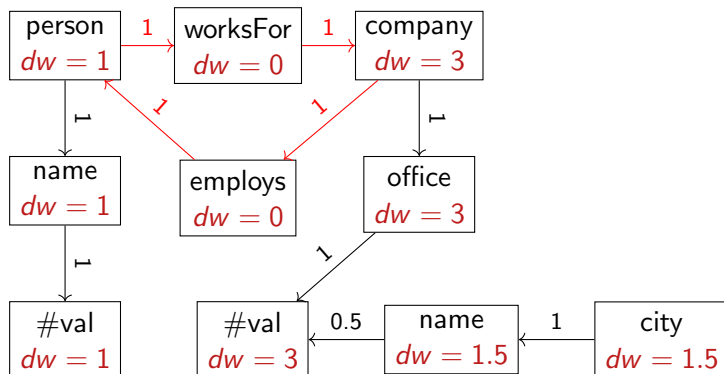 person
dw = 1
1
worksFor
dw = 0
1
company
dw = 3
1
1
1
1
name
dw = 1
employs
dw = 0
office
dw = 3
1
1
#val
dw = 1
#val
dw = 3
0.5
name
dw = 1.5
1
city
dw = 1.5